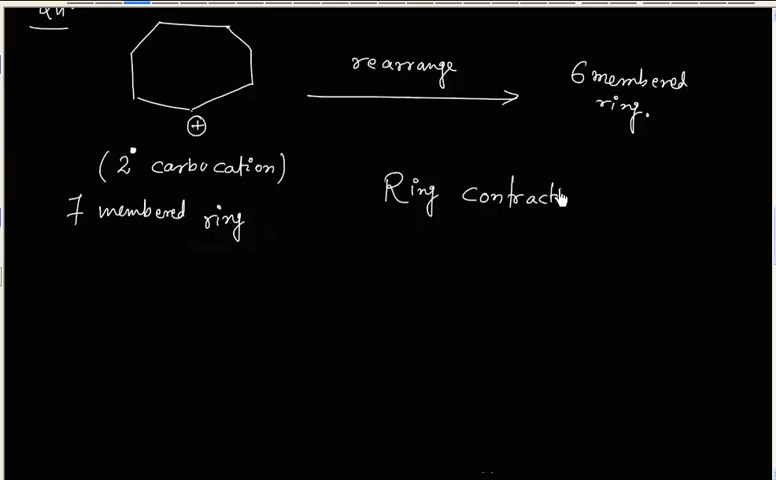 rearrange
6 membered
ring.
⊕
(2° carbocation)
7 membered ring
Ring contract